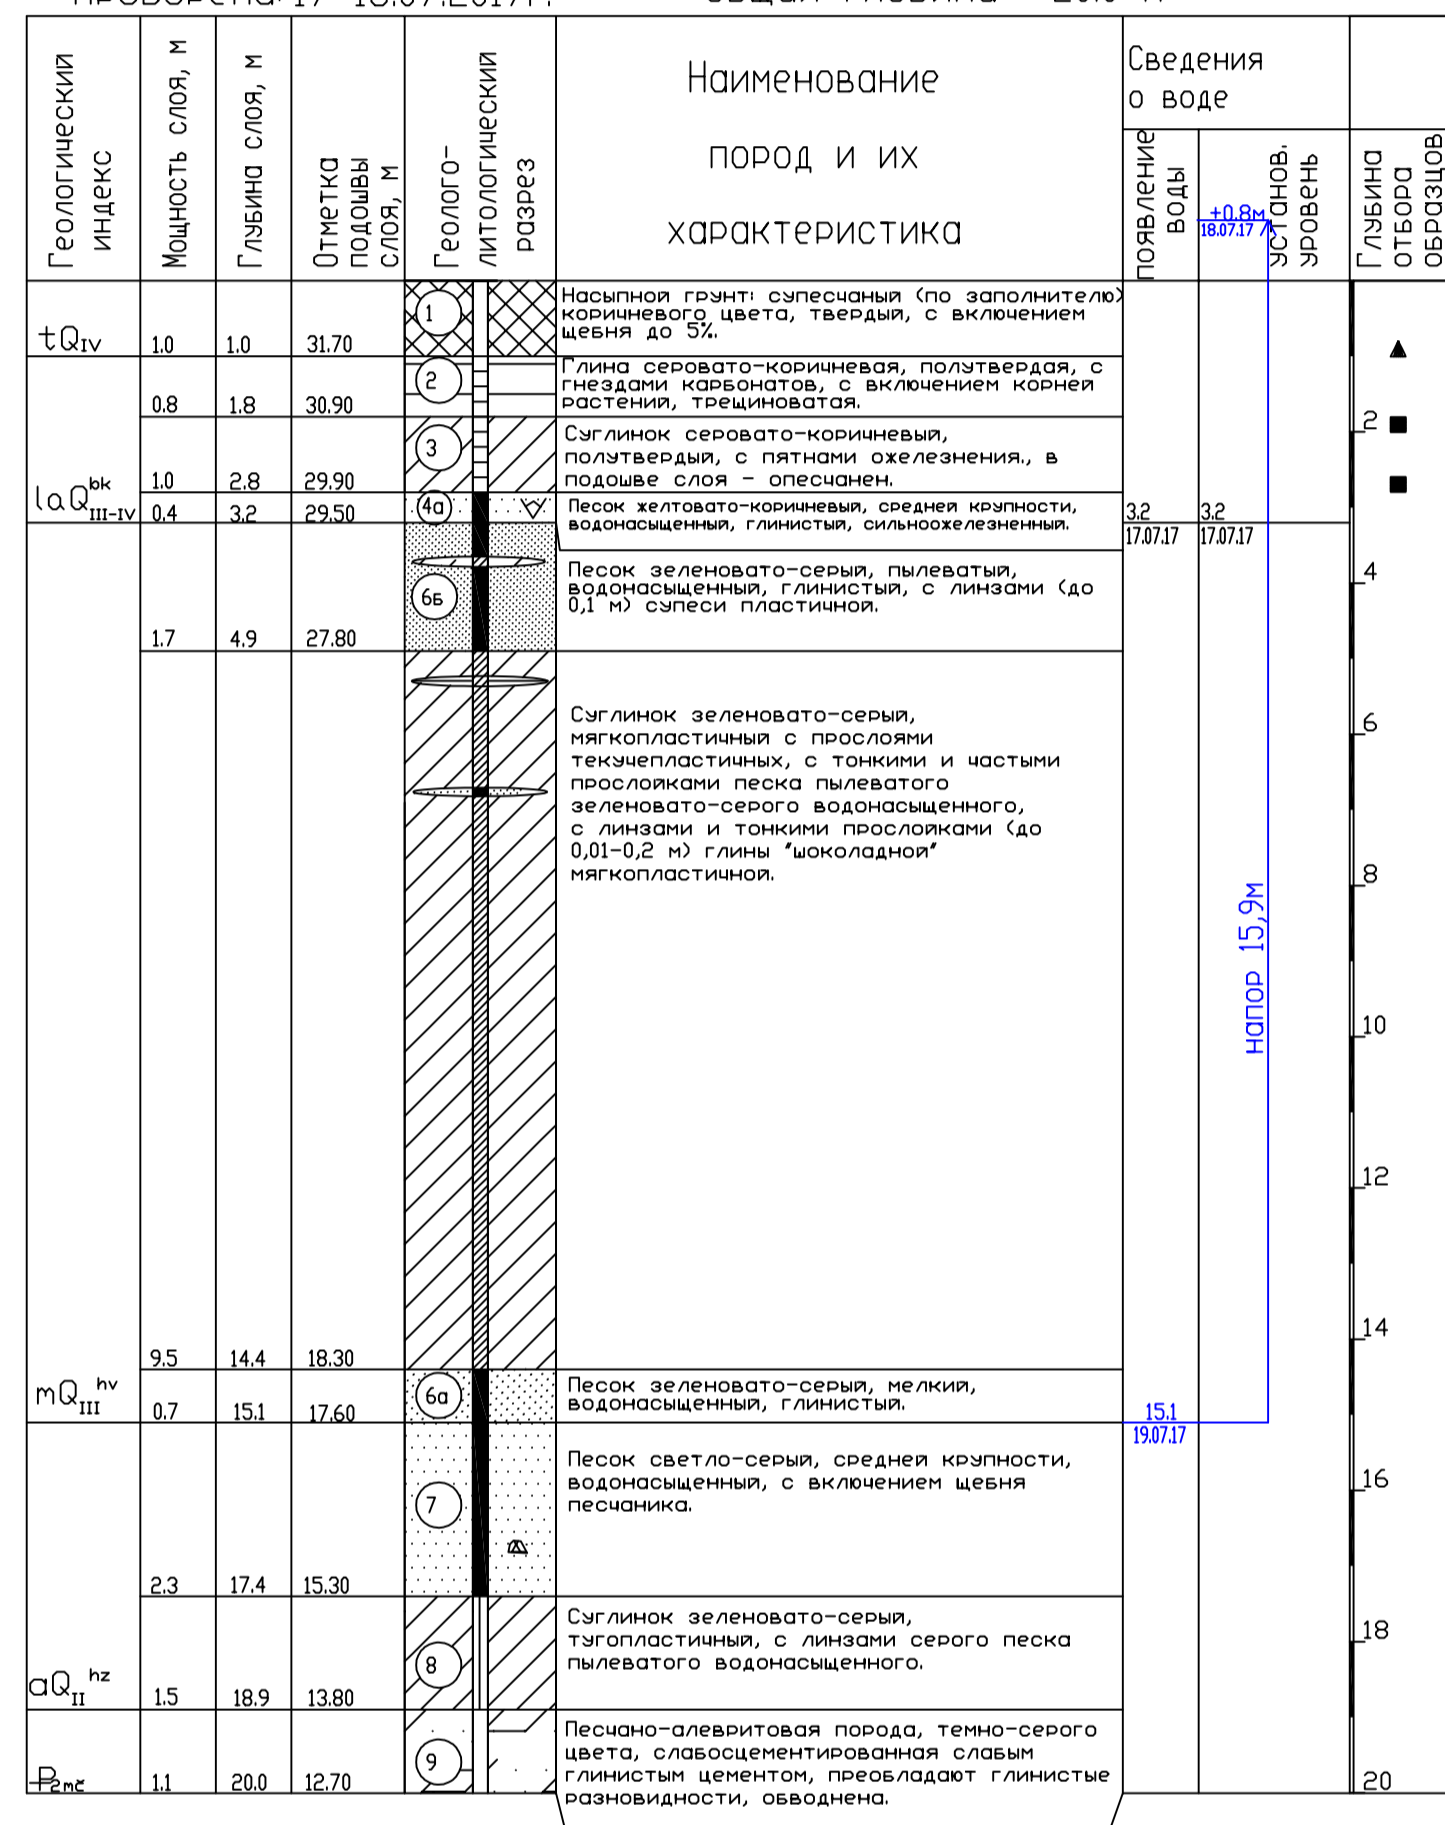 Геологический индекс
Мощность слоя, м
Глубина слоя, м
Отметка подошвы слоя, м
Геолого-литологический разрез
Наименование
пород и их
характеристика
Сведения
о воде
появление воды
установ. уровень
Глубина отбора образцов
+0.8м
18.07.17
tQIV
1.0 1.0 31.70
1
Насыпной грунт: супесчаный (по заполнителю)
коричневого цвета, твердый, с включением
щебня до 5%.
0.8 1.8 30.90
2
Глина серовато-коричневая, полутвердая, с
гнездами карбонатов, с включением корней
растений, трещиноватая.
2
1.0 2.8 29.90
3
Суглинок серовато-коричневый,
полутвердый, с пятнами ожелезнения., в
подошве слоя - опесчанен.
laQbkIII-IV
0.4 3.2 29.50
4а
Песок желтовато-коричневый, средней крупности,
водонасыщенный, глинистый, сильноожелезненный.
3.2 3.2
17.07.17 17.07.17
1.7 4.9 27.80
6б
Песок зеленовато-серый, пылеватый,
водонасыщенный, глинистый, с линзами (до
0,1 м) супеси пластичной.
4
Суглинок зеленовато-серый,
мягкопластичный с прослоями
текучепластичных, с тонкими и частыми
прослойками песка пылеватого
зеленовато-серого водонасыщенного,
с линзами и тонкими прослойками (до
0,01-0,2 м) глины "шоколадной"
мягкопластичной.
6
8
напор 15,9м
10
12
14
9.5 14.4 18.30
mQhvIII
0.7 15.1 17.60
6а
Песок зеленовато-серый, мелкий,
водонасыщенный, глинистый.
15.1
19.07.17
2.3 17.4 15.30
7
Песок светло-серый, средней крупности,
водонасыщенный, с включением щебня
песчаника.
16
aQhzII
1.5 18.9 13.80
8
Суглинок зеленовато-серый,
тугопластичный, с линзами серого песка
пылеватого водонасыщенного.
18
P2mč
1.1 20.0 12.70
9
Песчано-алевритовая порода, темно-серого
цвета, слабосцементированная слабым
глинистым цементом, преобладают глинистые
разновидности, обводнена.
20